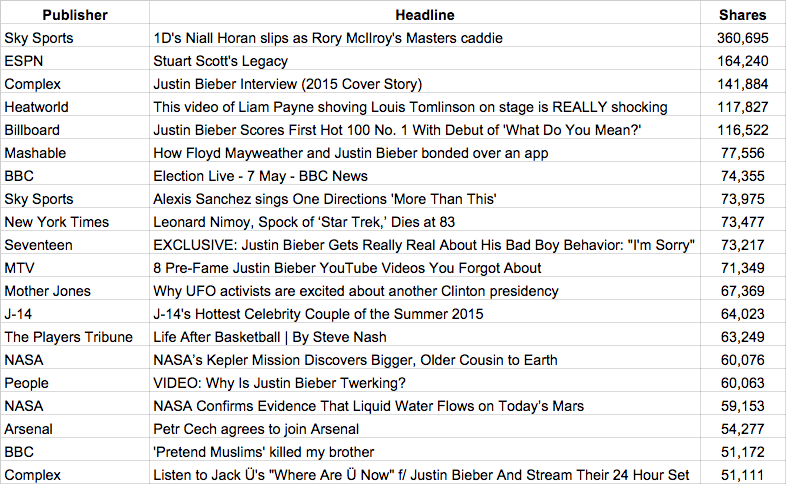 Publisher Headline Shares
Sky Sports 1D's Niall Horan slips as Rory McIlroy's Masters caddie 360,695
ESPN Stuart Scott's Legacy 164,240
Complex Justin Bieber Interview (2015 Cover Story) 141,884
Heatworld This video of Liam Payne shoving Louis Tomlinson on stage is REALLY shocking 117,827
Billboard Justin Bieber Scores First Hot 100 No. 1 With Debut of 'What Do You Mean?' 116,522
Mashable How Floyd Mayweather and Justin Bieber bonded over an app 77,556
BBC Election Live - 7 May - BBC News 74,355
Sky Sports Alexis Sanchez sings One Directions 'More Than This' 73,975
New York Times Leonard Nimoy, Spock of ‘Star Trek,’ Dies at 83 73,477
Seventeen EXCLUSIVE: Justin Bieber Gets Really Real About His Bad Boy Behavior: "I'm Sorry" 73,217
MTV 8 Pre-Fame Justin Bieber YouTube Videos You Forgot About 71,349
Mother Jones Why UFO activists are excited about another Clinton presidency 67,369
J-14 J-14's Hottest Celebrity Couple of the Summer 2015 64,023
The Players Tribune Life After Basketball | By Steve Nash 63,249
NASA NASA’s Kepler Mission Discovers Bigger, Older Cousin to Earth 60,076
People VIDEO: Why Is Justin Bieber Twerking? 60,063
NASA NASA Confirms Evidence That Liquid Water Flows on Today’s Mars 59,153
Arsenal Petr Cech agrees to join Arsenal 54,277
BBC 'Pretend Muslims' killed my brother 51,172
Complex Listen to Jack Ü's "Where Are Ü Now" f/ Justin Bieber And Stream Their 24 Hour Set 51,111